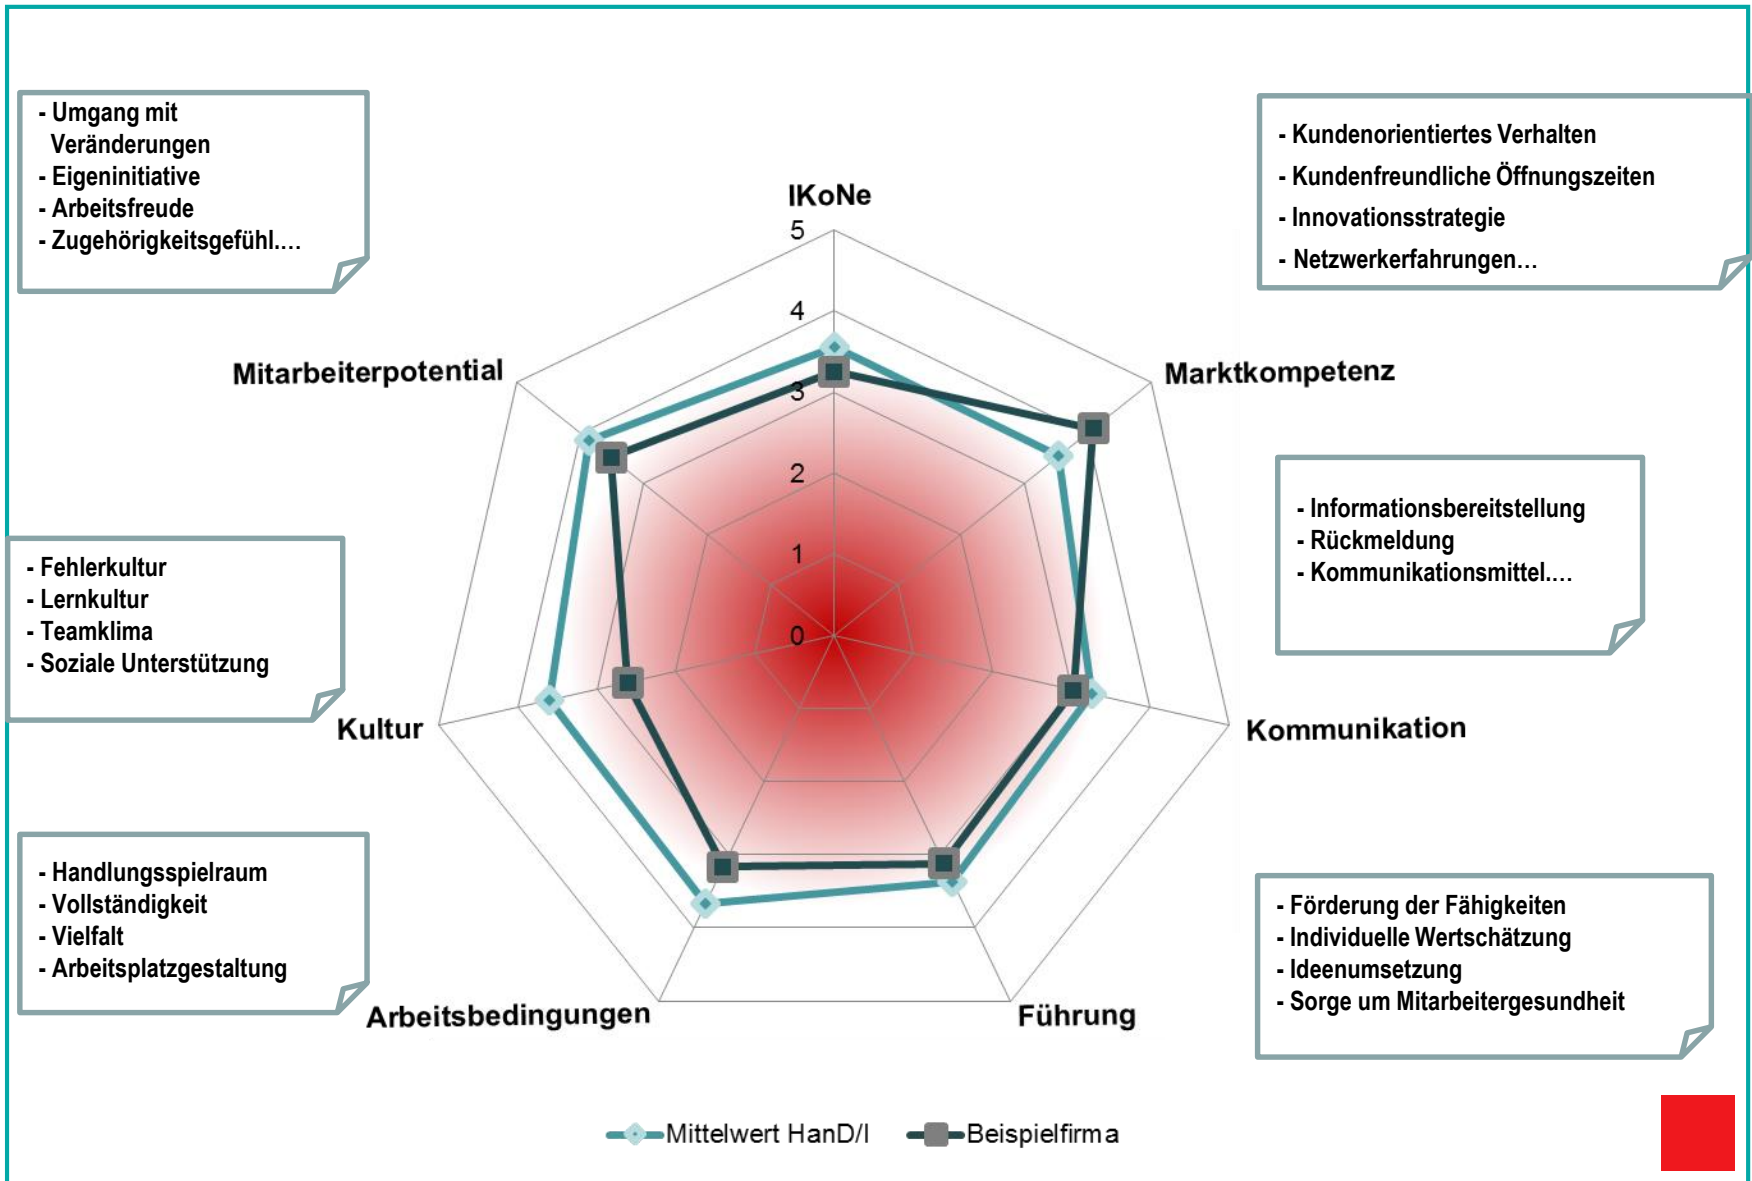 - Umgang mit
Veränderungen
- Eigeninitiative
- Arbeitsfreude
- Zugehörigkeitsgefühl.…
- Kundenorientiertes Verhalten
- Kundenfreundliche Öffnungszeiten
- Innovationsstrategie
- Netzwerkerfahrungen…
IKoNe
5
4
3
2
1
0
Mitarbeiterpotential
Marktkompetenz
- Informationsbereitstellung
- Rückmeldung
- Kommunikationsmittel.…
- Fehlerkultur
- Lernkultur
- Teamklima
- Soziale Unterstützung
Kultur
Kommunikation
- Handlungsspielraum
- Vollständigkeit
- Vielfalt
- Arbeitsplatzgestaltung
- Förderung der Fähigkeiten
- Individuelle Wertschätzung
- Ideenumsetzung
- Sorge um Mitarbeitergesundheit
Arbeitsbedingungen
Führung
Mittelwert HanD/I
Beispielfirma